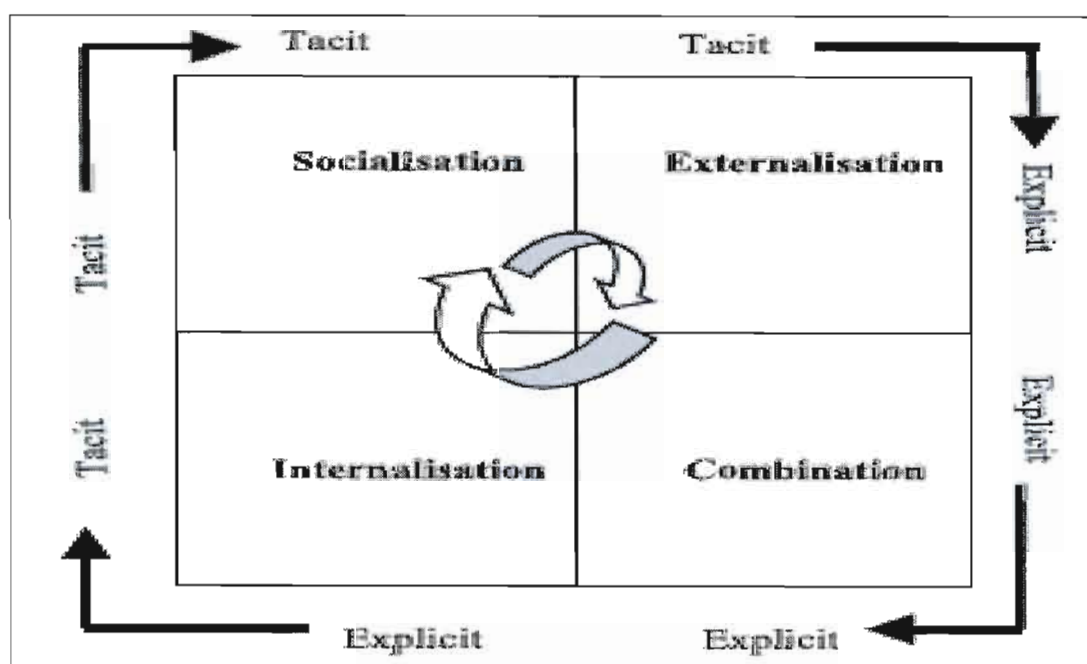 Tacit Tacit
Socialisation Externalisation
Tacit Explicit
Tacit Explicit
Internalisation Combination
Explicit Explicit